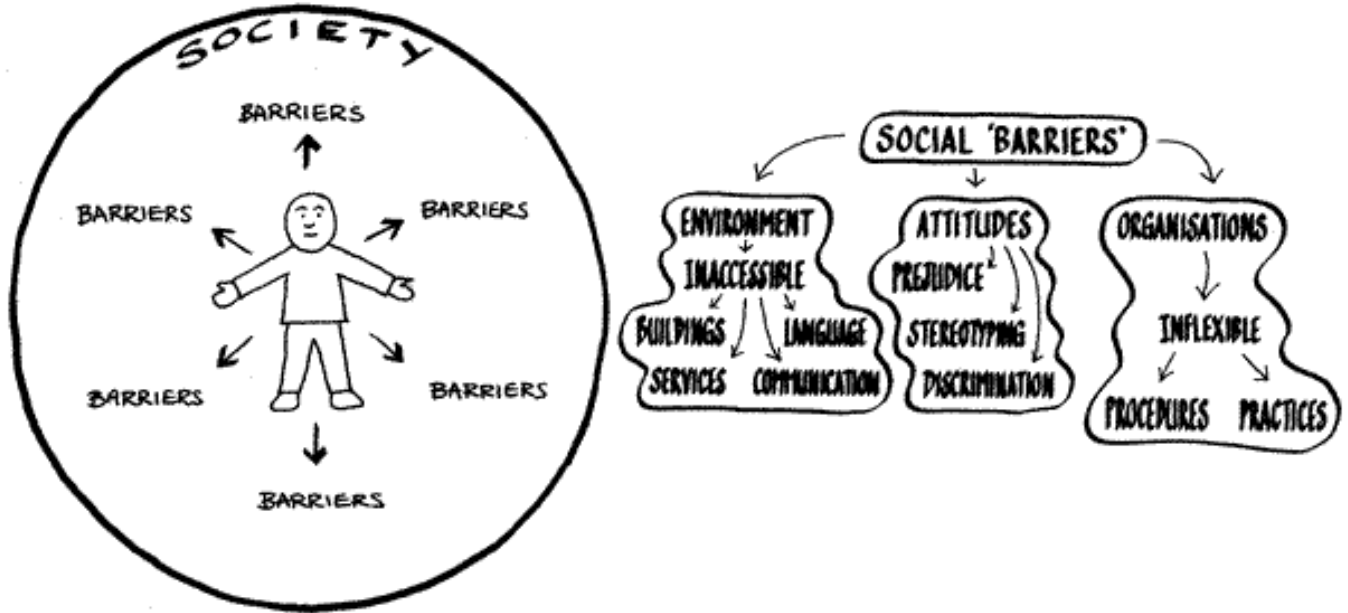 SOCIETY
BARRIERS
BARRIERS BARRIERS
BARRIERS BARRIERS
BARRIERS
SOCIAL 'BARRIERS'
ENVIRONMENT
INACCESSIBLE
BUILDINGS LANGUAGE
SERVICES COMMUNICATION
ATTITUDES
PREJUDICE
STEREOTYPING
DISCRIMINATION
ORGANISATIONS
INFLEXIBLE
PROCEDURES PRACTICES